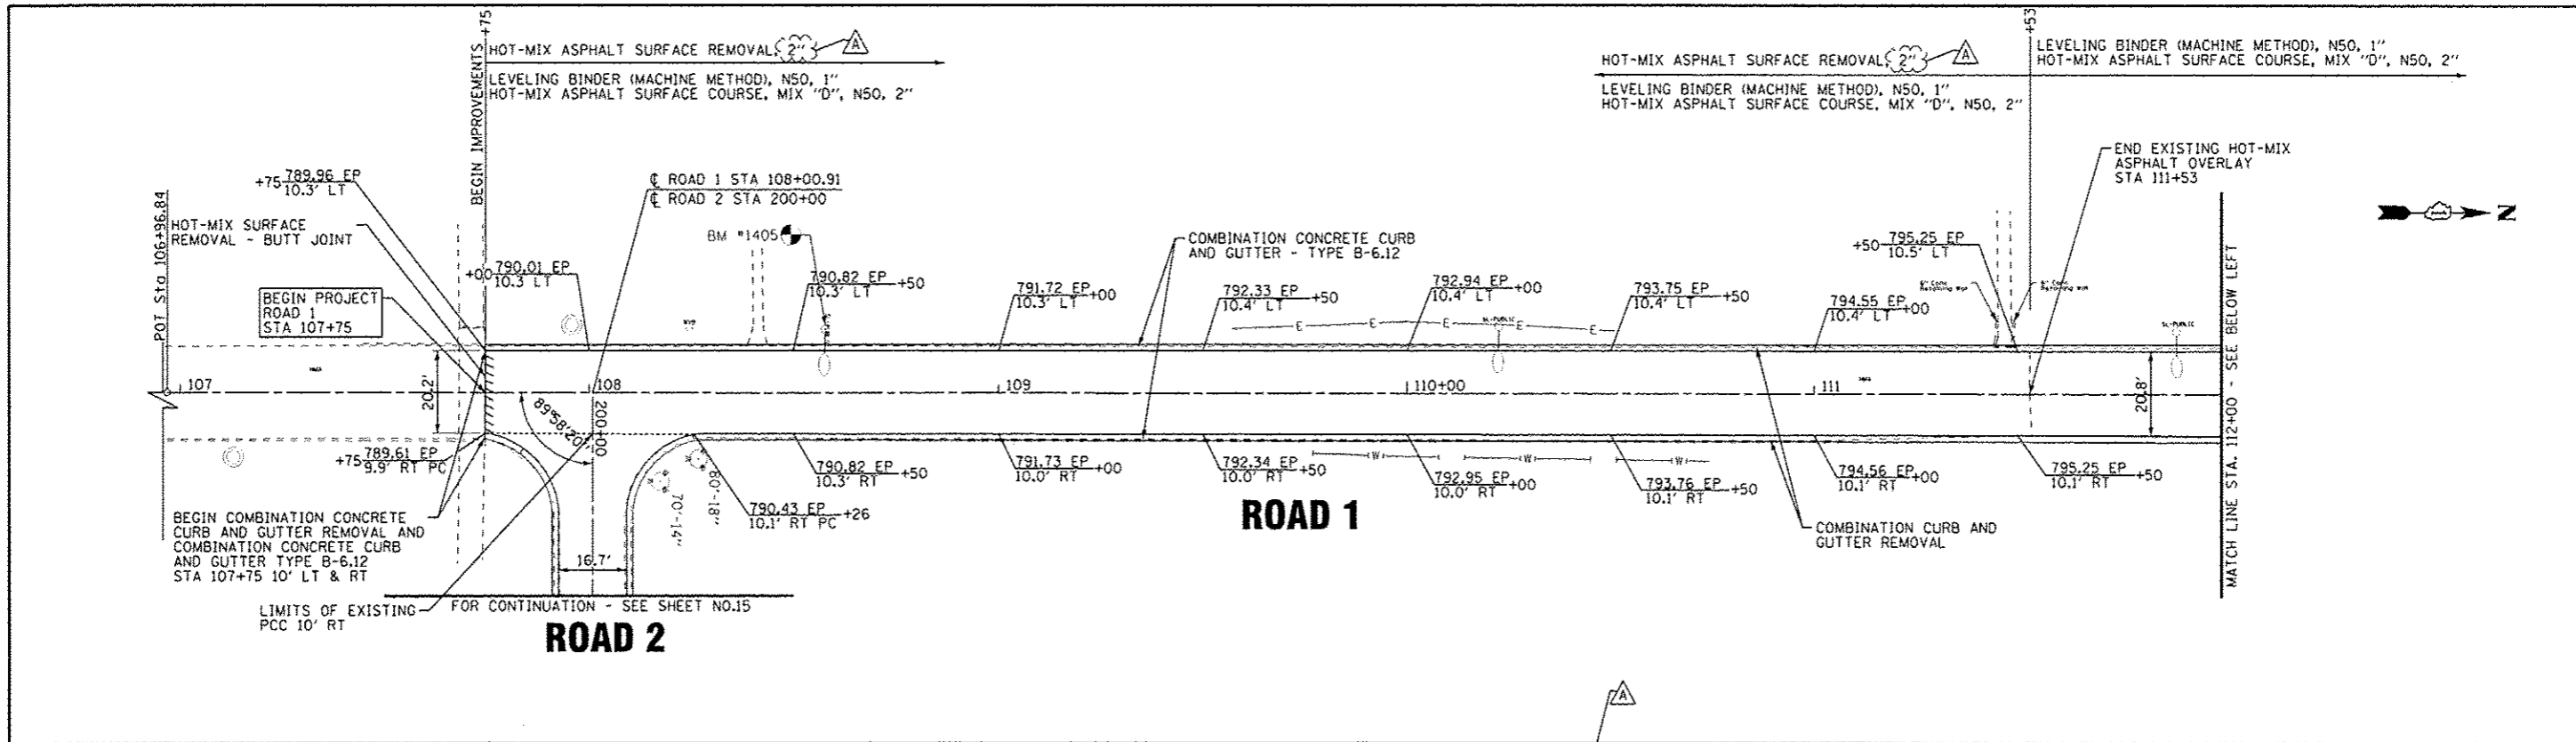 +75
BEGIN IMPROVEMENTS
HOT-MIX ASPHALT SURFACE REMOVAL, 2"
A
LEVELING BINDER (MACHINE METHOD), N50, 1"
HOT-MIX ASPHALT SURFACE COURSE, MIX "D", N50, 2"
HOT-MIX ASPHALT SURFACE REMOVAL, 2"
A
LEVELING BINDER (MACHINE METHOD), N50, 1"
HOT-MIX ASPHALT SURFACE COURSE, MIX "D", N50, 2"
+53
LEVELING BINDER (MACHINE METHOD), N50, 1"
HOT-MIX ASPHALT SURFACE COURSE, MIX "D", N50, 2"
END EXISTING HOT-MIX
ASPHALT OVERLAY
STA 111+53
POT Sta 106+96.84
+75 789.96 EP
10.3' LT
HOT-MIX SURFACE
REMOVAL - BUTT JOINT
BEGIN PROJECT
ROAD 1
STA 107+75
℄ ROAD 1 STA 108+00.91
℄ ROAD 2 STA 200+00
BM #1405
COMBINATION CONCRETE CURB
AND GUTTER - TYPE B-6.12
+00 790.01 EP
10.3' LT
790.82 EP +50
10.3' LT
791.72 EP +00
10.3' LT
792.33 EP +50
10.4' LT
792.94 EP +00
10.4' LT
793.75 EP +50
10.4' LT
794.55 EP +00
10.4' LT
+50 795.25 EP
10.5' LT
N
E E E E E
SL-PUBLIC
SL-PUBLIC
107
108
109
110+00
111
20.2'
20.8'
89°58'20"
200+00
MATCH LINE STA. 112+00 - SEE BELOW LEFT
+75 789.61 EP
9.9' RT PC
790.43 EP +26
10.1' RT PC
790.82 EP +50
10.3' RT
791.73 EP +00
10.0' RT
792.34 EP +50
10.0' RT
792.95 EP +00
10.0' RT
793.76 EP +50
10.1' RT
794.56 EP +00
10.1' RT
795.25 EP +50
10.1' RT
W W W
80'-18"
70'-14"
ROAD 1
BEGIN COMBINATION CONCRETE
CURB AND GUTTER REMOVAL AND
COMBINATION CONCRETE CURB
AND GUTTER TYPE B-6.12
STA 107+75 10' LT & RT
COMBINATION CURB AND
GUTTER REMOVAL
16.7'
LIMITS OF EXISTING
PCC 10' RT
FOR CONTINUATION - SEE SHEET NO.15
ROAD 2
A